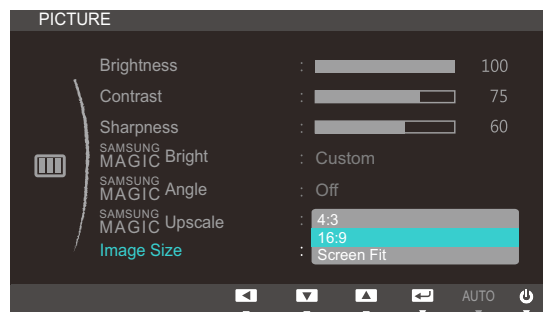 PICTURE
Brightness : 100
Contrast : 75
Sharpness : 60
SAMSUNG MAGIC Bright : Custom
SAMSUNG MAGIC Angle : Off
SAMSUNG MAGIC Upscale : 4:3
16:9
Image Size : Screen Fit
AUTO